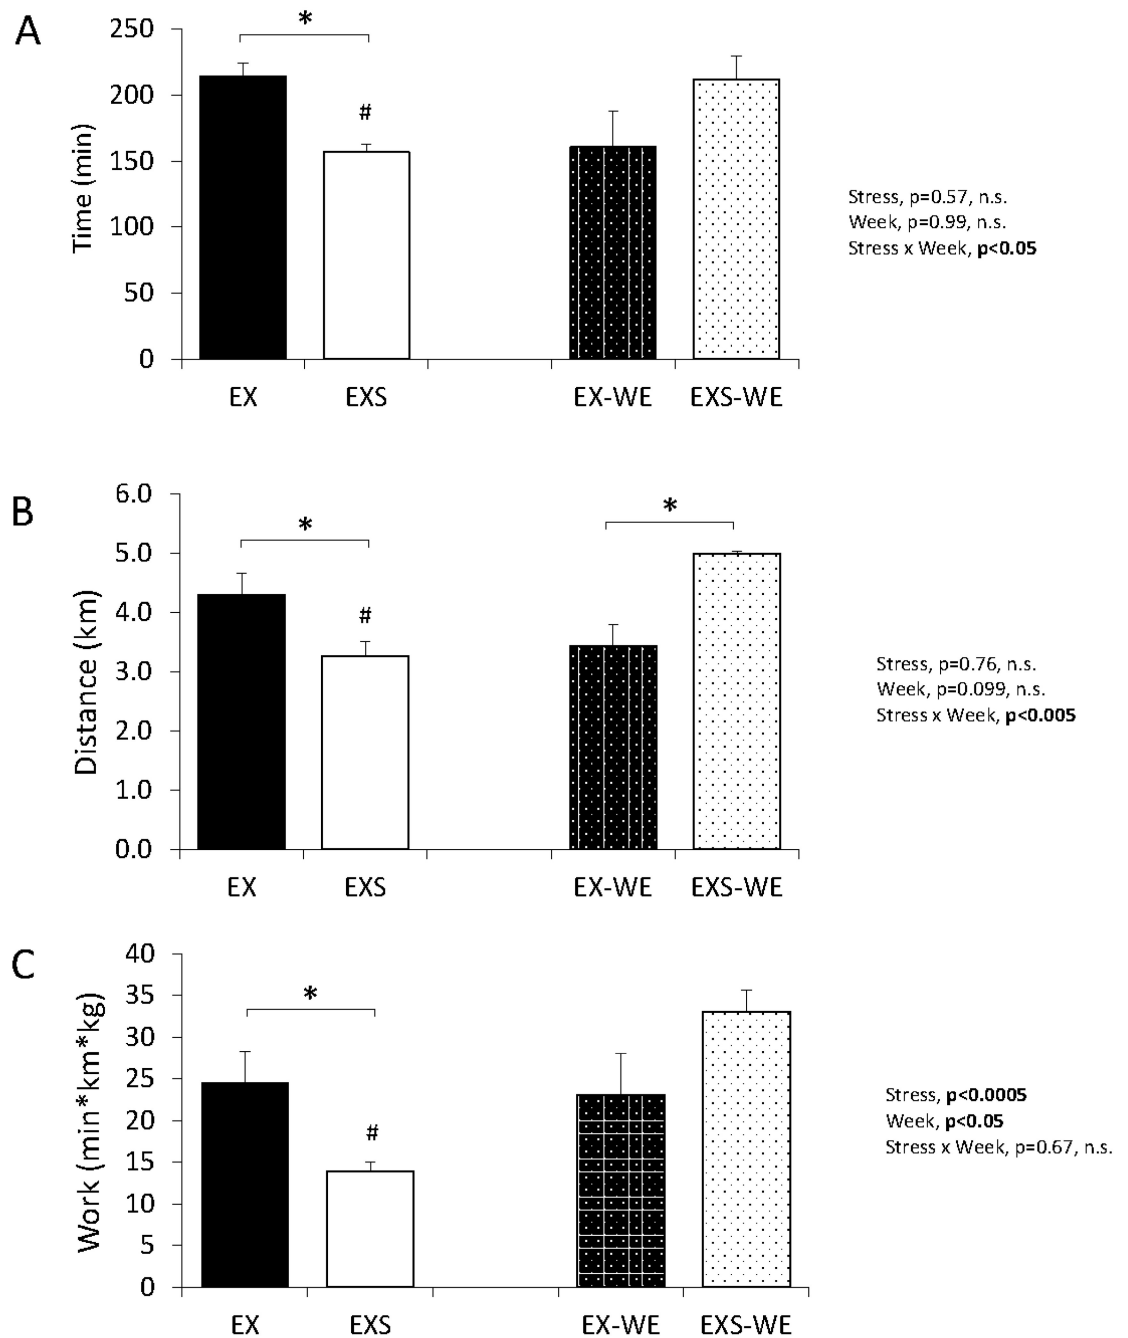 A
Time (min)
250
200
150
100
50
0
*
#
EX
EXS
EX-WE
EXS-WE
Stress, p=0.57, n.s.
Week, p=0.99, n.s.
Stress x Week, p<0.05
B
Distance (km)
6.0
5.0
4.0
3.0
2.0
1.0
0.0
*
#
*
EX
EXS
EX-WE
EXS-WE
Stress, p=0.76, n.s.
Week, p=0.099, n.s.
Stress x Week, p<0.005
C
Work (min*km*kg)
40
35
30
25
20
15
10
5
0
*
#
EX
EXS
EX-WE
EXS-WE
Stress, p<0.0005
Week, p<0.05
Stress x Week, p=0.67, n.s.